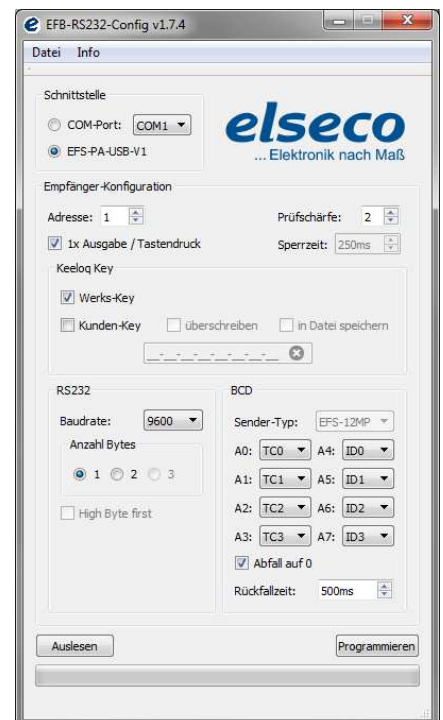 EFB-RS232-Config v1.7.4
Datei Info
Schnittstelle
COM-Port: COM1
EFS-PA-USB-V1
elseco
... Elektronik nach Maß
Empfänger-Konfiguration
Adresse: 1
Prüfschärfe: 2
1x Ausgabe / Tastendruck
Sperrzeit: 250ms
Keeloq Key
Werks-Key
Kunden-Key überschreiben in Datei speichern
_-_-_-_-_-_-_-_
RS232
Baudrate: 9600
Anzahl Bytes
1 2 3
High Byte first
BCD
Sender-Typ: EFS-12MP
A0: TC0 A4: ID0
A1: TC1 A5: ID1
A2: TC2 A6: ID2
A3: TC3 A7: ID3
Abfall auf 0
Rückfallzeit: 500ms
Auslesen Programmieren